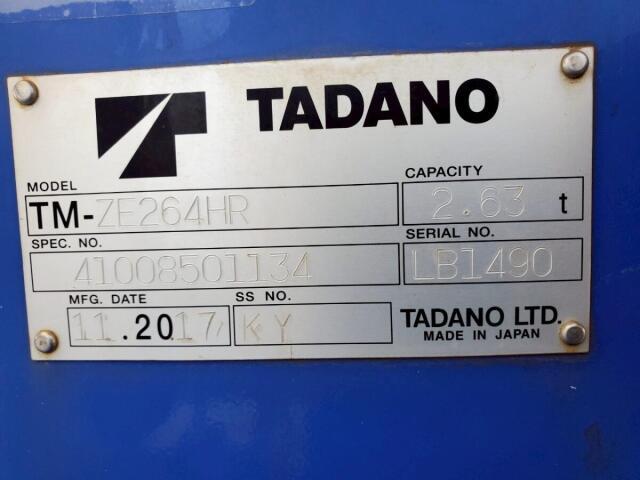 TADANO
MODEL
TM-ZE264HR
CAPACITY
2.63 t
SPEC. NO.
41008501134
SERIAL NO.
LB1490
MFG. DATE
11.2017
SS NO.
KY
TADANO LTD.
MADE IN JAPAN